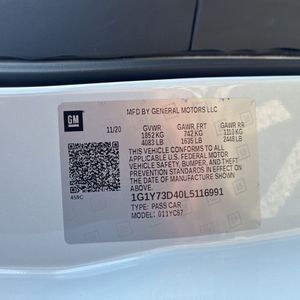 MFD BY GENERAL MOTORS LLC
GM
11/20 GVWR GAWR FRT GAWR RR
1852 KG 742 KG 1110 KG
4083 LB 1635 LB 2448 LB
THIS VEHICLE CONFORMS TO ALL
APPLICABLE U.S. FEDERAL MOTOR
VEHICLE SAFETY, BUMPER, AND THEFT
PREVENTION STANDARDS IN EFFECT ON
THE DATE OF MANUFACTURE SHOWN ABOVE.
1G1Y73D40L5116991
TYPE: PASS CAR
MODEL: 011YC67